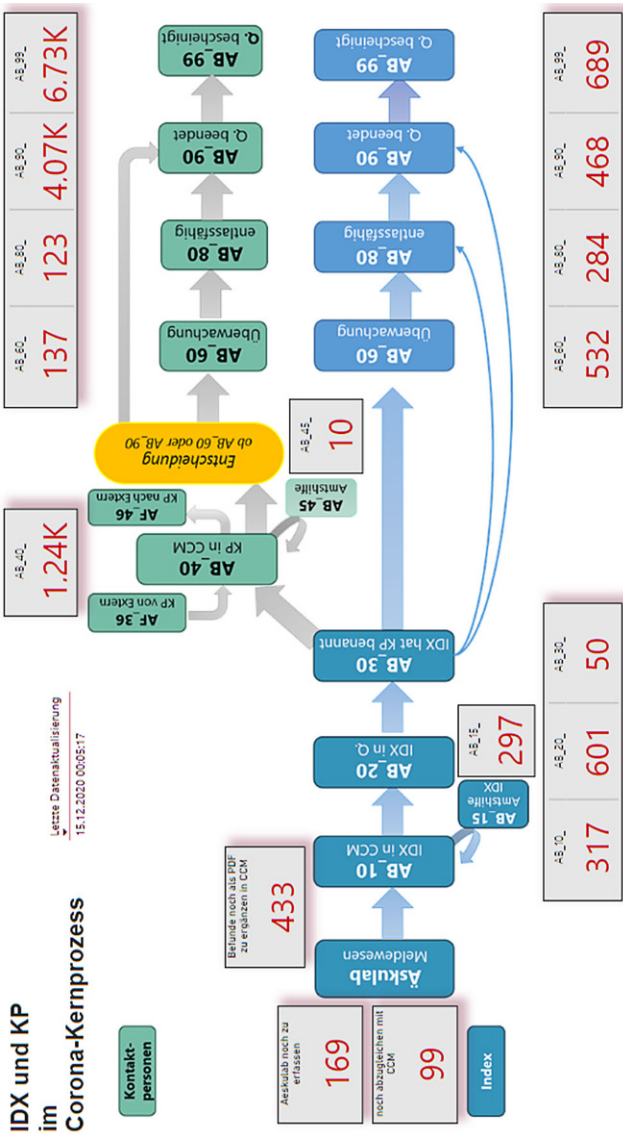 IDX und KP
im
Corona-Kernprozess
Letzte Datenaktualisierung
15.12.2020 00:05:17
Kontakt-
personen
AB_40_
1.24K
AB_60_
137
AB_80_
123
AB_90_
4.07K
AB_99_
6.73K
AF_36
KP von Extern
AF_46
KP nach Extern
AB_40
KP in CCM
AB_45
Amtshilfe
AB_45_
10
Entscheidung
ob AB_60 oder AB_90
AB_60
Überwachung
AB_80
entlassfähig
AB_90
Q. beendet
AB_99
Q. bescheinigt
Aeskulab noch zu
erfassen
169
noch abzugleichen mit
CCM
99
Befunde noch als PDF
zu ergänzen in CCM
433
Index
Äskulab
Meldewesen
AB_10
IDX in CCM
AB_15
Amtshilfe
IDX
AB_15_
297
AB_20
IDX in Q.
AB_30
IDX hat KP benannt
AB_60
Überwachung
AB_80
entlassfähig
AB_90
Q. beendet
AB_99
Q. bescheinigt
AB_10_
317
AB_20_
601
AB_30_
50
AB_60_
532
AB_80_
284
AB_90_
468
AB_99_
689